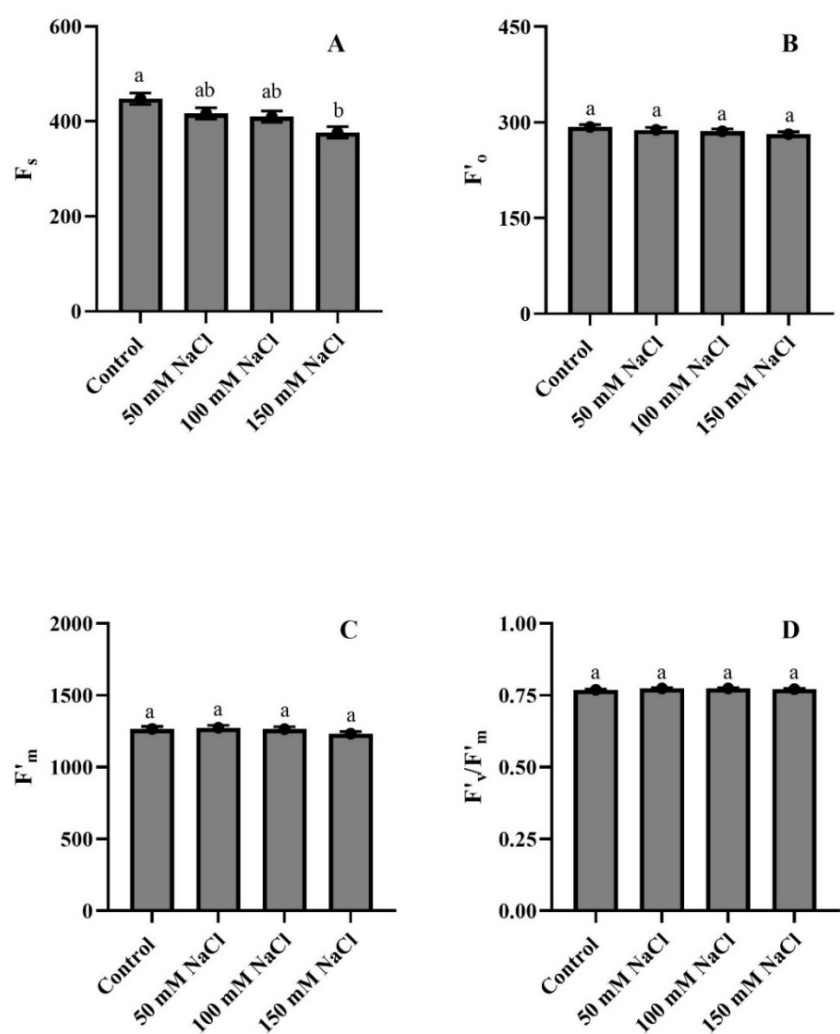 600
A
a
ab
ab
b
400
Fs
200
0
Control
50 mM NaCl
100 mM NaCl
150 mM NaCl
450
B
a
a
a
a
300
F'o
150
0
Control
50 mM NaCl
100 mM NaCl
150 mM NaCl
2000
C
1500
a
a
a
a
F'm
1000
500
0
Control
50 mM NaCl
100 mM NaCl
150 mM NaCl
1.00
D
a
a
a
a
0.75
F'v/F'm
0.50
0.25
0.00
Control
50 mM NaCl
100 mM NaCl
150 mM NaCl